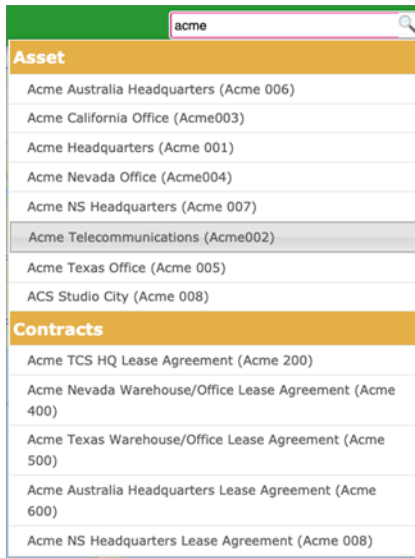 acme
Asset
Acme Australia Headquarters (Acme 006)
Acme California Office (Acme003)
Acme Headquarters (Acme 001)
Acme Nevada Office (Acme004)
Acme NS Headquarters (Acme 007)
Acme Telecommunications (Acme002)
Acme Texas Office (Acme 005)
ACS Studio City (Acme 008)
Contracts
Acme TCS HQ Lease Agreement (Acme 200)
Acme Nevada Warehouse/Office Lease Agreement (Acme
400)
Acme Texas Warehouse/Office Lease Agreement (Acme
500)
Acme Australia Headquarters Lease Agreement (Acme
600)
Acme NS Headquarters Lease Agreement (Acme 008)